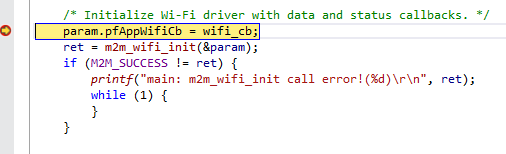 /* Initialize Wi-Fi driver with data and status callbacks. */
param.pfAppWifiCb = wifi_cb;
ret = m2m_wifi_init(&param);
if (M2M_SUCCESS != ret) {
printf("main: m2m_wifi_init call error!(%d)\r\n", ret);
while (1) {
}
}